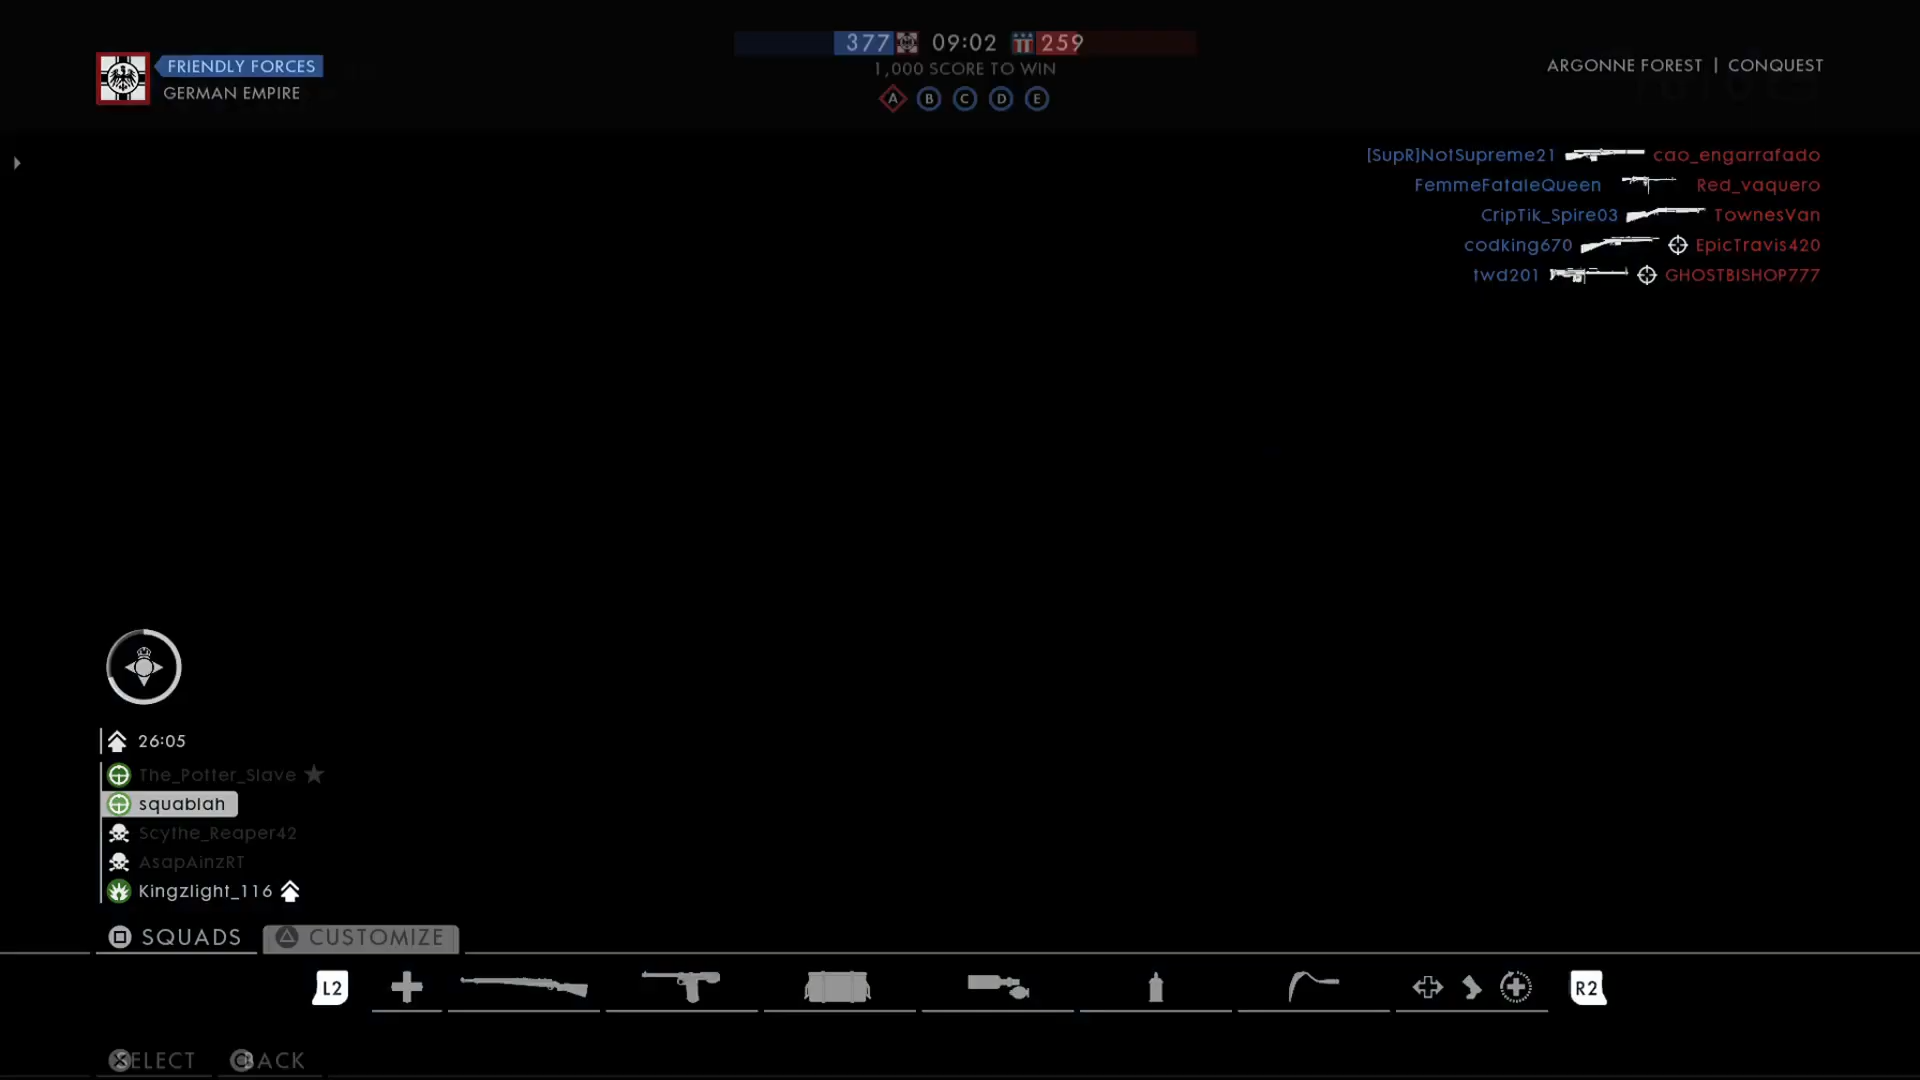 FRIENDLY FORCES
GERMAN EMPIRE
377 09:02 259
1,000 SCORE TO WIN
A B C D E
ARGONNE FOREST | CONQUEST
[SupR]NotSupreme21 cao_engarrafado
FemmeFataleQueen Red_vaquero
CripTik_Spire03 TownesVan
codking670 EpicTravis420
twd201 GHOSTBISHOP777
26:05
The_Potter_Slave
squablah
Scythe_Reaper42
AsapAinzRT
Kingzlight_116
SQUADS CUSTOMIZE
L2 R2
SELECT BACK